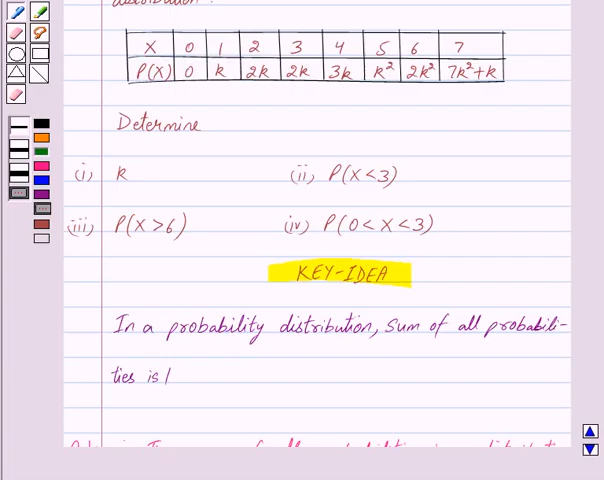 distribution:
X 0 1 2 3 4 5 6 7
P(X) 0 k 2k 2k 3k k² 2k² 7k²+k
Determine
(i), k (ii), P(X<3)
(iii), P(X>6) (iv), P(0<X<3)
KEY-IDEA
In a probability distribution, sum of all probabili-
ties is 1